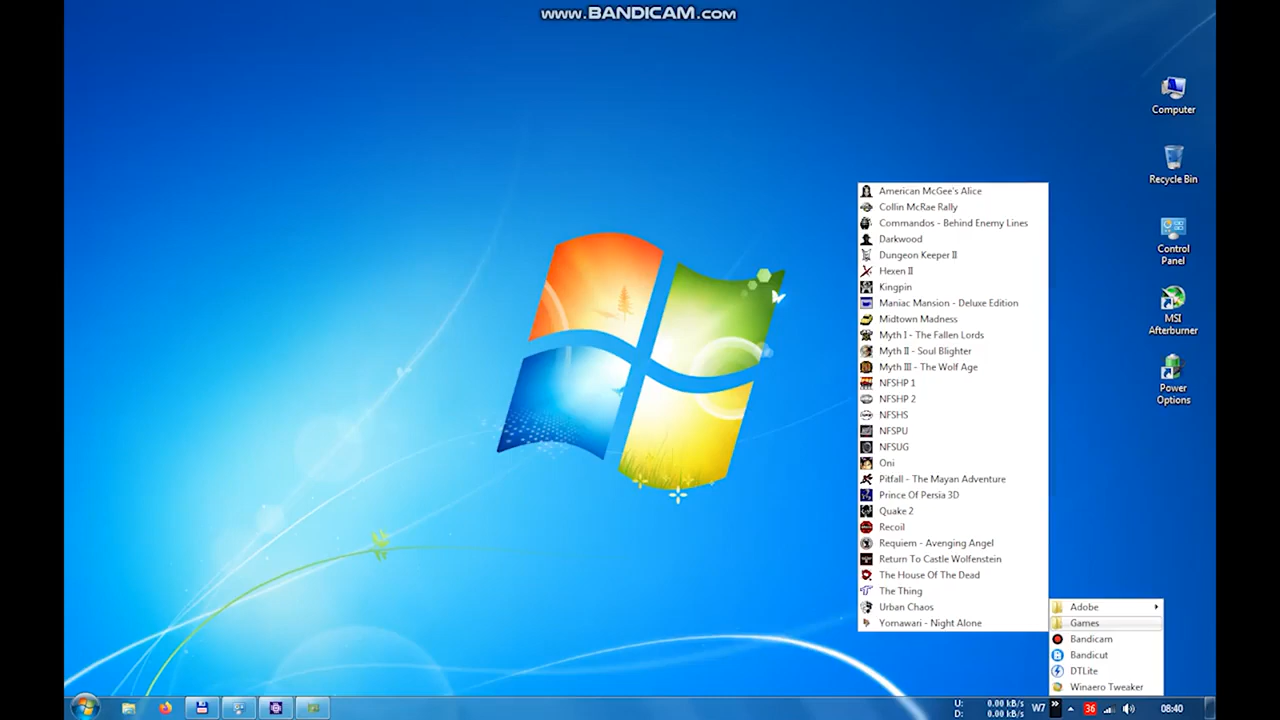 www.BANDICAM.com
Computer
Recycle Bin
Control
Panel
MSI
Afterburner
Power
Options
American McGee's Alice
Collin McRae Rally
Commandos - Behind Enemy Lines
Darkwood
Dungeon Keeper II
Hexen II
Kingpin
Maniac Mansion - Deluxe Edition
Midtown Madness
Myth I - The Fallen Lords
Myth II - Soul Blighter
Myth III - The Wolf Age
NFSHP 1
NFSHP 2
NFSHS
NFSPU
NFSUG
Oni
Pitfall - The Mayan Adventure
Prince Of Persia 3D
Quake 2
Recoil
Requiem - Avenging Angel
Return To Castle Wolfenstein
The House Of The Dead
The Thing
Urban Chaos
Yomawari - Night Alone
Adobe
Games
Bandicam
Bandicut
DTLite
Winaero Tweaker
U: 0.00 kB/s
D: 0.00 kB/s
W7
36
08:40